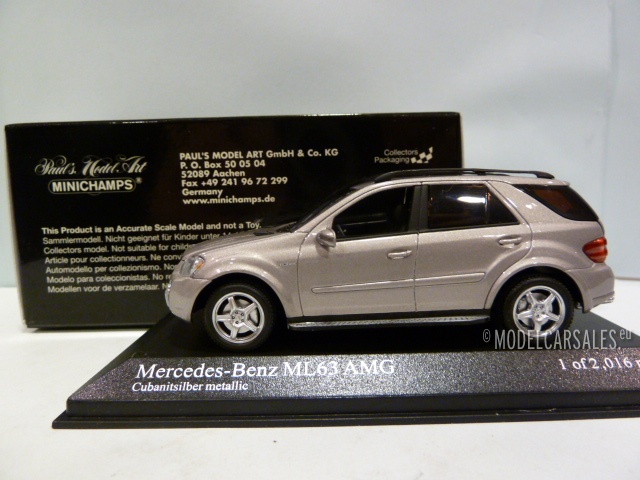 Paul's Model Art
MINICHAMPS
PAUL'S MODEL ART GmbH & Co. KG
P. O. Box 50 05 04
52089 Aachen
Fax +49 241 96 72 299
Germany
www.minichamps.de
Collectors
Packaging
This Product is an Accurate Scale Model and not a Toy.
Sammlermodell. Nicht geeignet für Kinder unter
Collectors model. Not suitable for childre
Article pour collectionneurs. Ne conv
Automodello per collezionismo. No
Modelo para coleccionistas. No re
Modellen voor de verzamelaar. N
© MODELCARSALES.eu
Mercedes-Benz ML63 AMG
Cubanitsilber metallic
1 of 2,016